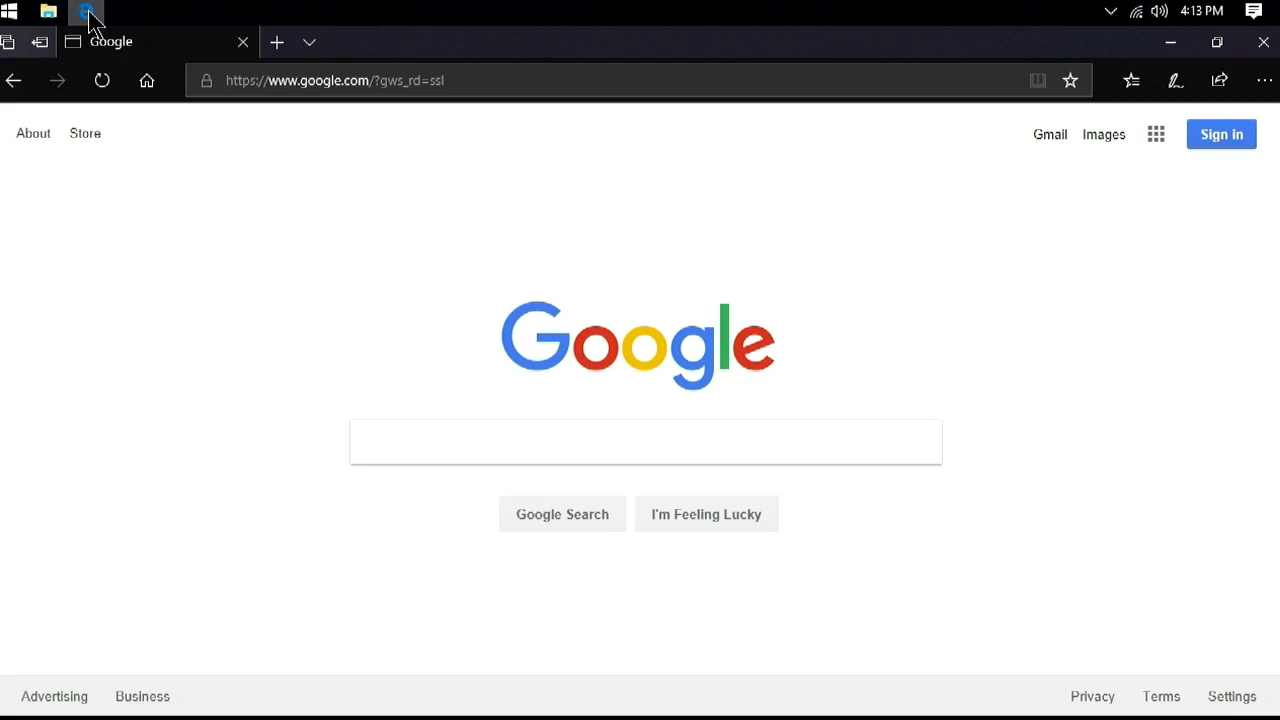 4:13 PM
Google
https://www.google.com/?gws_rd=ssl
About Store
Gmail Images Sign in
Google
Google Search I'm Feeling Lucky
Advertising Business
Privacy Terms Settings